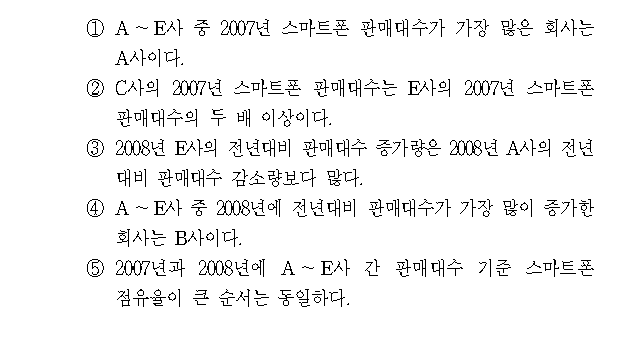 ① A ~ E사 중 2007년 스마트폰 판매대수가 가장 많은 회사는
A사이다.
② C사의 2007년 스마트폰 판매대수는 E사의 2007년 스마트폰
판매대수의 두 배 이상이다.
③ 2008년 E사의 전년대비 판매대수 증가량은 2008년 A사의 전년
대비 판매대수 감소량보다 많다.
④ A ~ E사 중 2008년에 전년대비 판매대수가 가장 많이 증가한
회사는 B사이다.
⑤ 2007년과 2008년에 A ~ E사 간 판매대수 기준 스마트폰
점유율이 큰 순서는 동일하다.